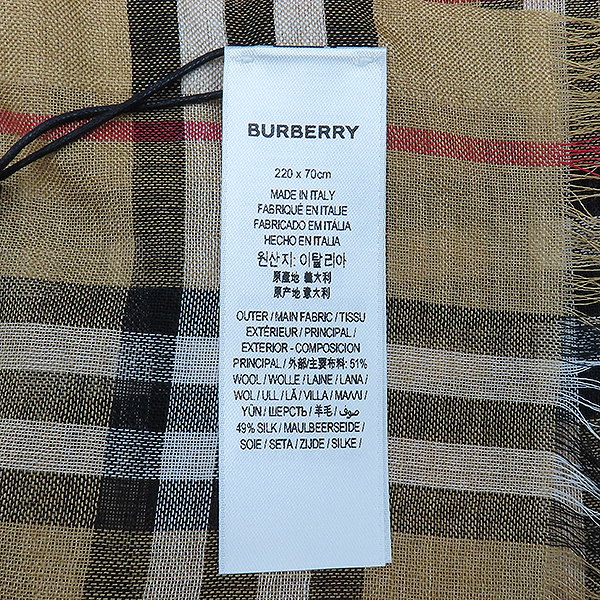 BURBERRY
220 x 70cm
MADE IN ITALY
FABRIQUÉ EN ITALIE
FABRICADO EM ITÁLIA
HECHO EN ITALIA
원산지: 이탈리아
原產地: 義大利
原产地: 意大利
OUTER / MAIN FABRIC / TISSU
EXTÉRIEUR / PRINCIPAL /
EXTERIOR - COMPOSICION
PRINCIPAL / 外部/主要布料: 51%
WOOL / WOLLE / LAINE / LANA /
WOL / ULL / LÃ / VILLA / ΜΑΛΛΙ /
YÜN / ШЕРСТЬ / 羊毛 / صوف /
49% SILK / MAULBEERSEIDE /
SOIE / SETA / ZIJDE / SILKE /